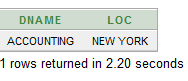 DNAME LOC
ACCOUNTING NEW YORK
1 rows returned in 2.20 seconds